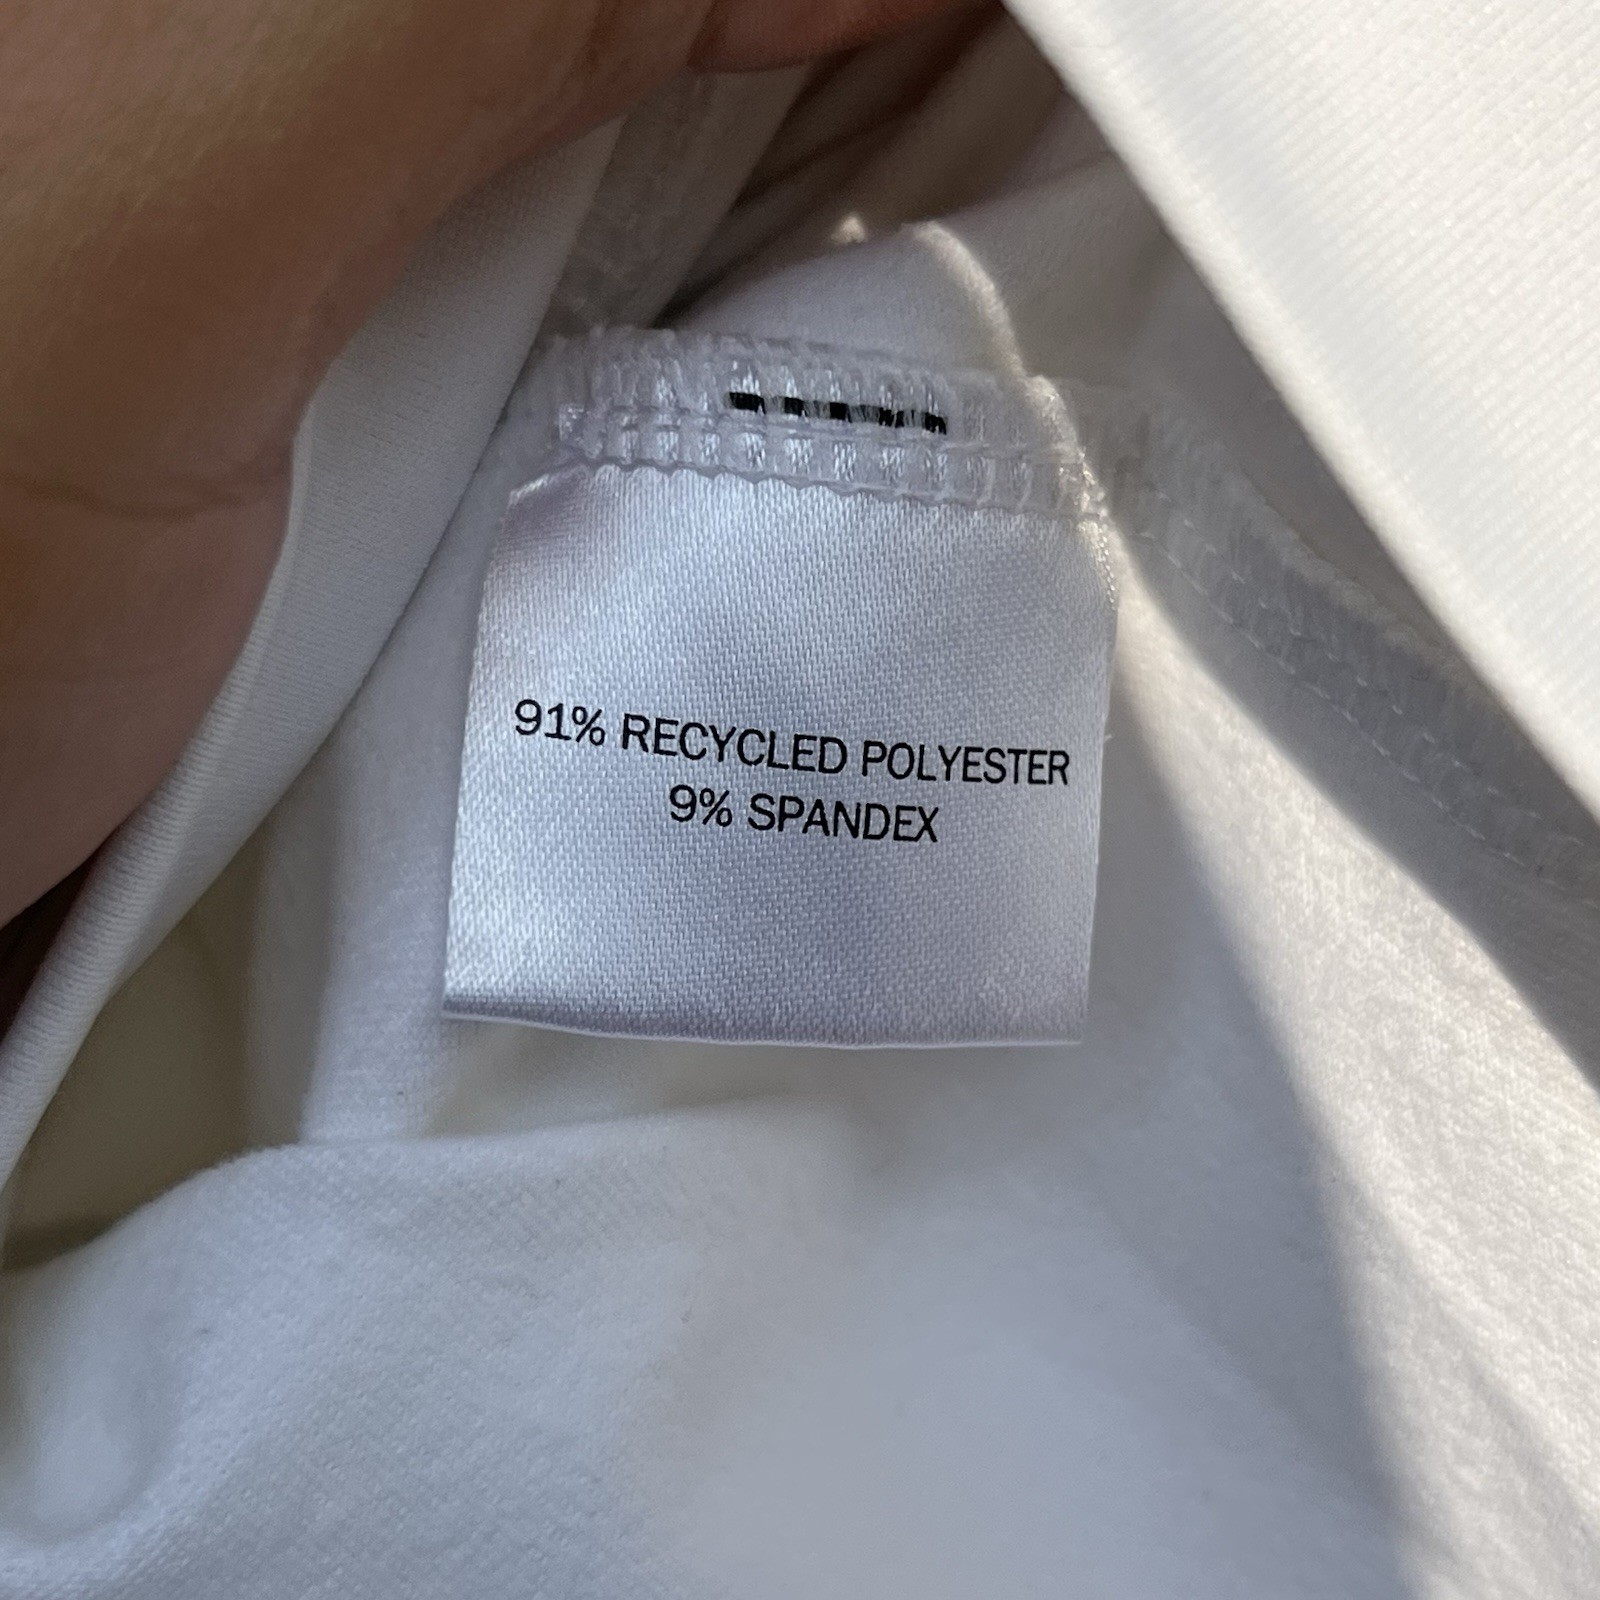 91% RECYCLED POLYESTER
9% SPANDEX